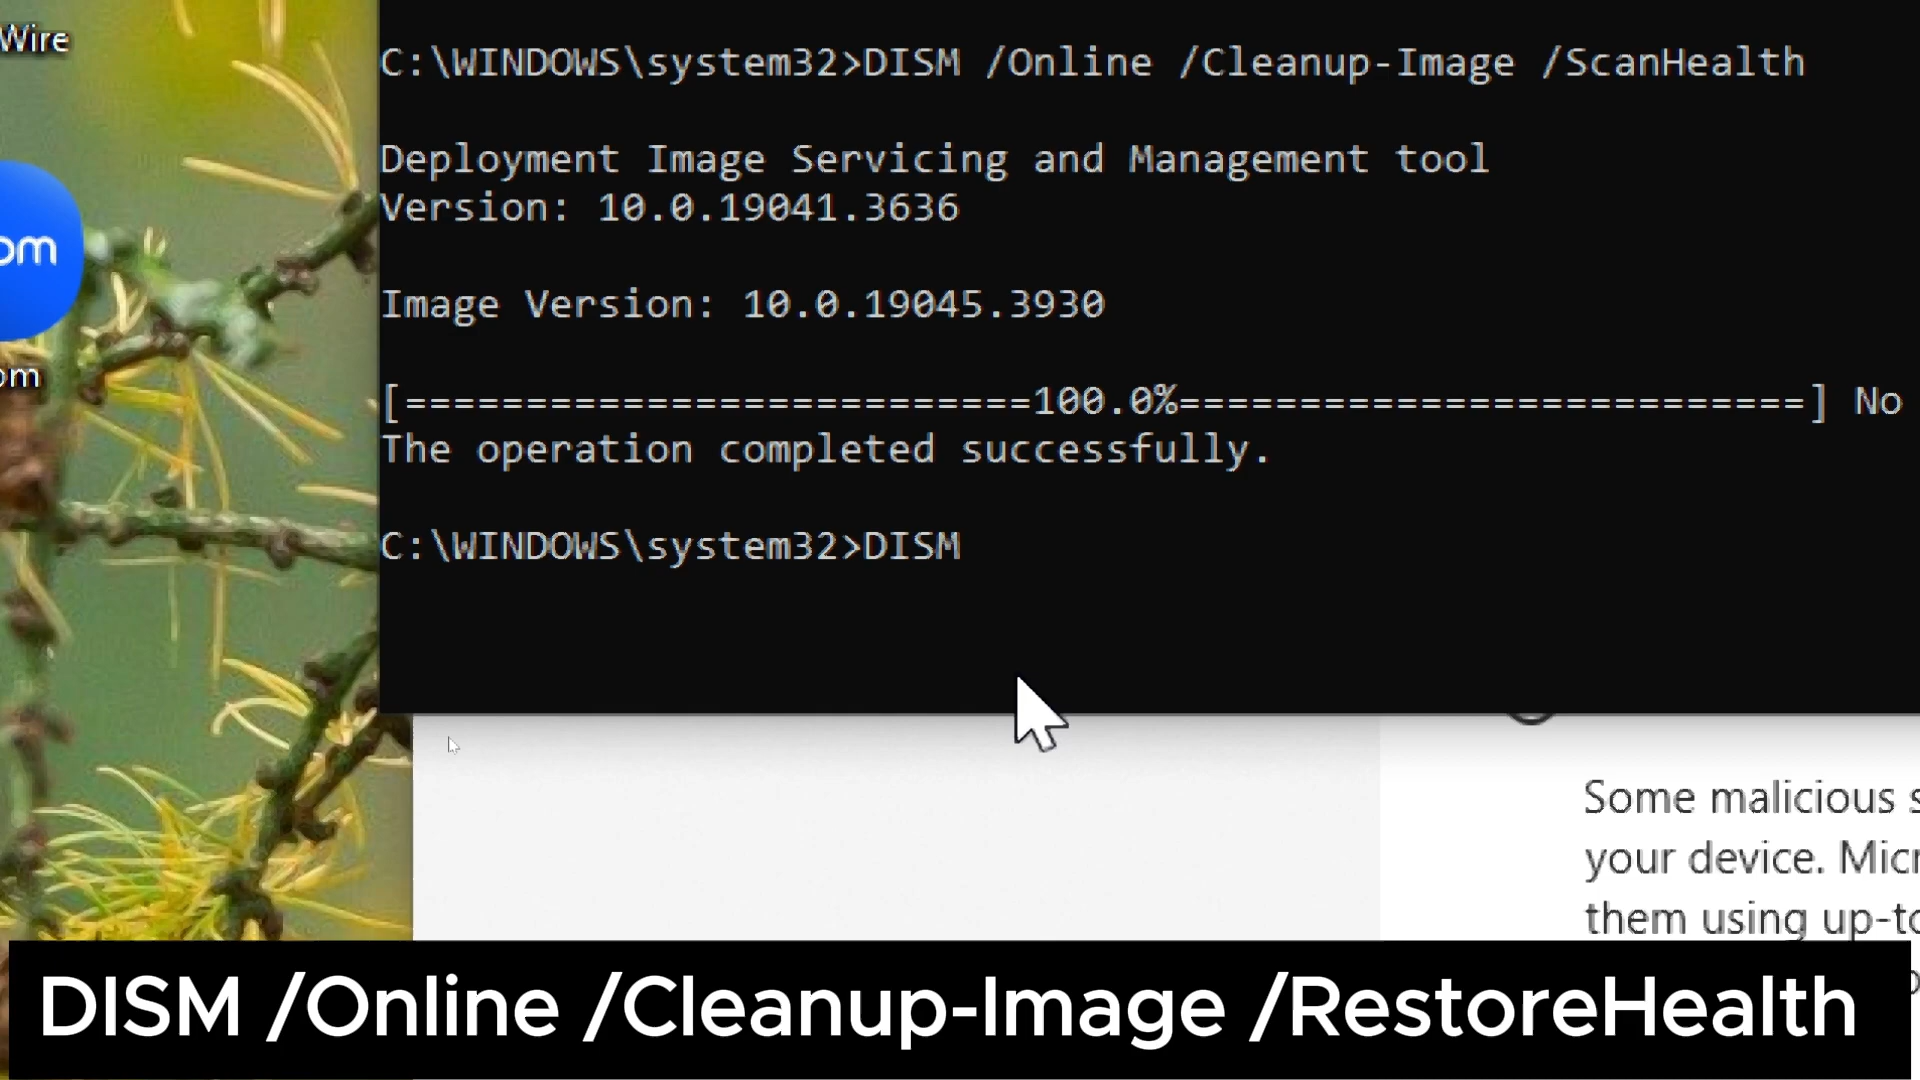 Wire
om
om
C:\WINDOWS\system32>DISM /Online /Cleanup-Image /ScanHealth
Deployment Image Servicing and Management tool
Version: 10.0.19041.3636
Image Version: 10.0.19045.3930
[==========================100.0%==========================] No
The operation completed successfully.
C:\WINDOWS\system32>DISM
Some malicious s
your device. Micr
them using up-to
DISM /Online /Cleanup-Image /RestoreHealth